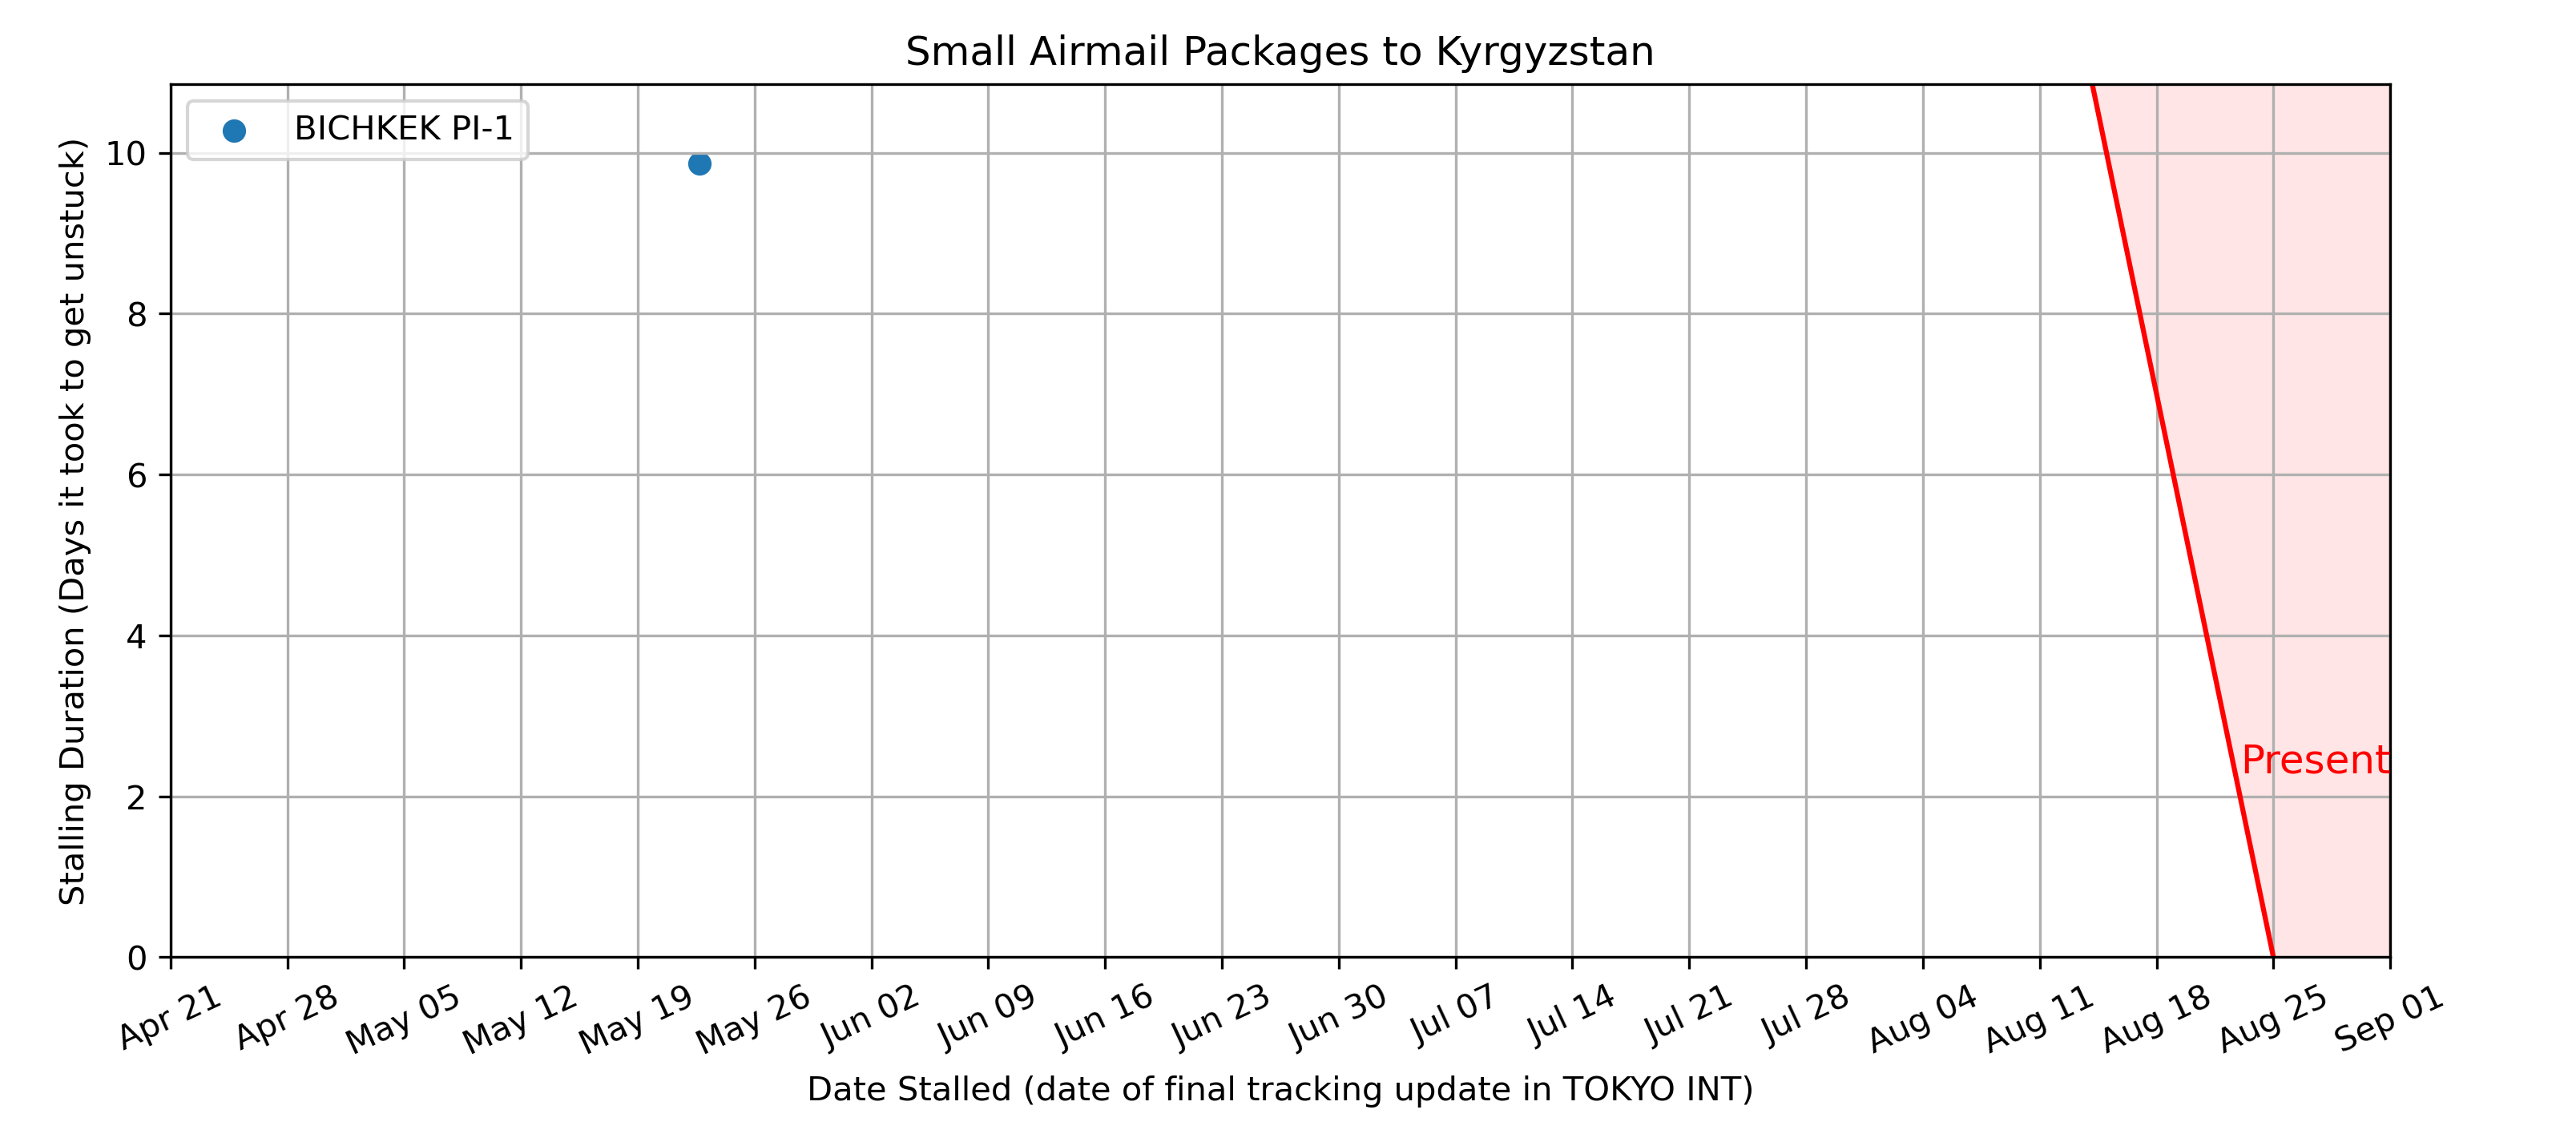 Small Airmail Packages to Kyrgyzstan
BICHKEK PI-1
Stalling Duration (Days it took to get unstuck)
10
8
6
4
2
0
Present
Apr 21
Apr 28
May 05
May 12
May 19
May 26
Jun 02
Jun 09
Jun 16
Jun 23
Jun 30
Jul 07
Jul 14
Jul 21
Jul 28
Aug 04
Aug 11
Aug 18
Aug 25
Sep 01
Date Stalled (date of final tracking update in TOKYO INT)